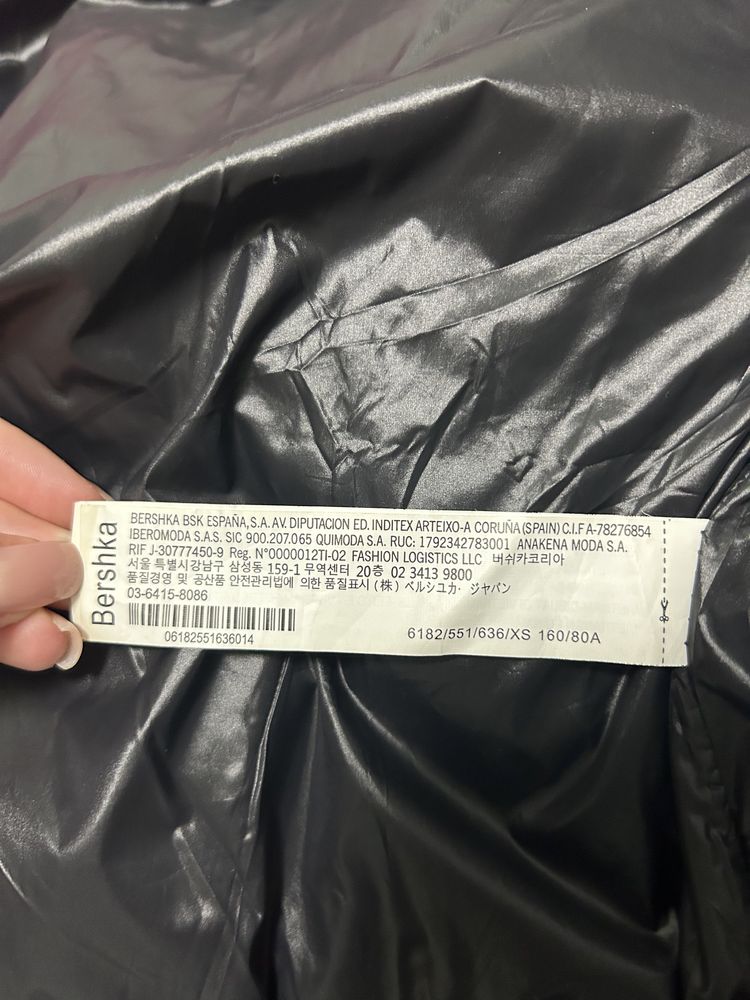 Bershka
BERSHKA BSK ESPAÑA, S.A. AV. DIPUTACION ED. INDITEX ARTEIXO-A CORUÑA (SPAIN) C.I.F A-78276854
IBEROMODA S.A.S. SIC 900.207.065 QUIMODA S.A. RUC: 1792342783001 ANAKENA MODA S.A.
RIF J-30777450-9 Reg. N°0000012TI-02 FASHION LOGISTICS LLC 버쉬카코리아
서울 특별시강남구 삼성동 159-1 무역센터 20층 02 3413 9800
품질경영 및 공산품 안전관리법에 의한 품질표시 (株) ベルシュカ・ジャパン
03-6415-8086
06182551636014
6182/551/636/XS 160/80A